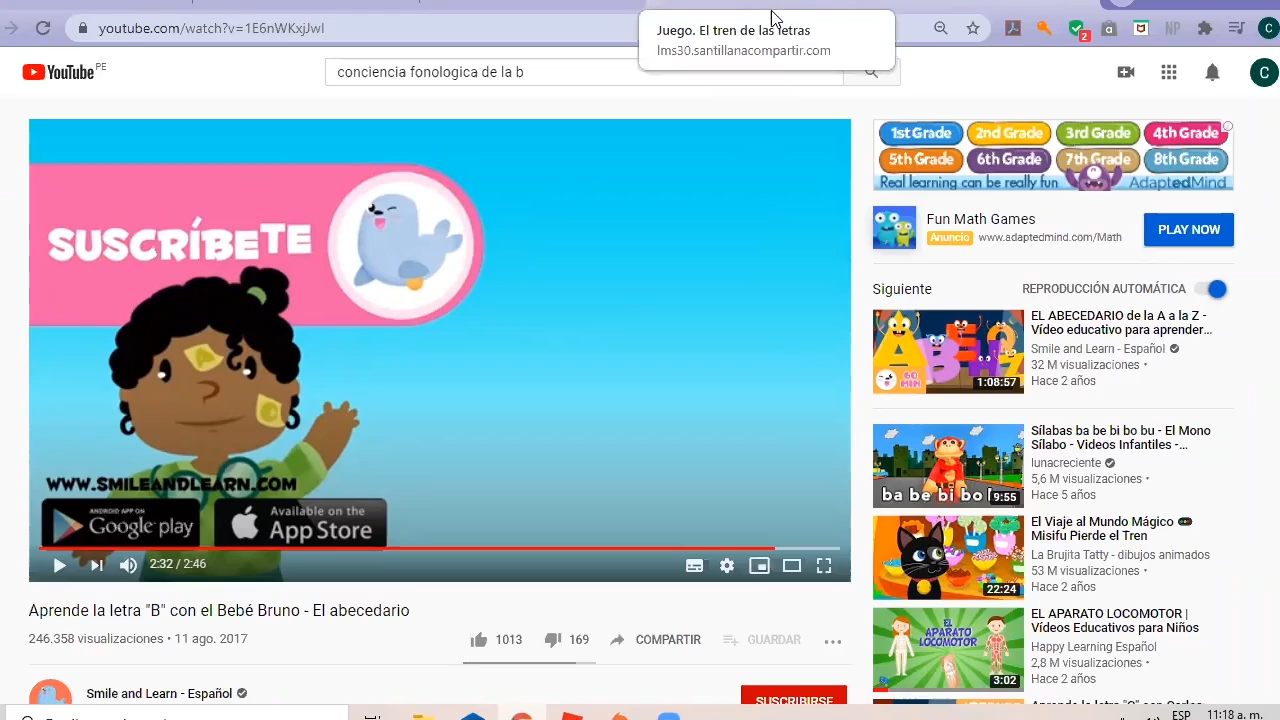 youtube.com/watch?v=1E6nWKxjJwI
Juego. El tren de las letras
lms30.santillanacompartir.com
2
NP
C
YouTube PE
conciencia fonologica de la b
C
SUSCRÍBETE
WWW.SMILEANDLEARN.COM
ANDROID APP ON
Google play
Available on the
App Store
2:32 / 2:46
Aprende la letra "B" con el Bebé Bruno - El abecedario
246.358 visualizaciones • 11 ago. 2017
1013
169
COMPARTIR
GUARDAR
Smile and Learn - Español
SUSCRIBIRSE
1st Grade 2nd Grade 3rd Grade 4th Grade
5th Grade 6th Grade 7th Grade 8th Grade
Real learning can be really fun AdaptedMind
Fun Math Games
Anuncio www.adaptedmind.com/Math
PLAY NOW
Siguiente
REPRODUCCIÓN AUTOMÁTICA
60 MIN
1:08:57
EL ABECEDARIO de la A a la Z -
Vídeo educativo para aprender...
Smile and Learn - Español
32 M visualizaciones •
Hace 2 años
ba be bi bo
9:55
Sílabas ba be bi bo bu - El Mono
Sílabo - Videos Infantiles -...
lunacreciente
5,6 M visualizaciones •
Hace 5 años
22:24
El Viaje al Mundo Mágico
Misifu Pierde el Tren
La Brujita Tatty - dibujos animados
53 M visualizaciones •
Hace 2 años
EL
APARATO
LOCOMOTOR
3:02
EL APARATO LOCOMOTOR |
Vídeos Educativos para Niños
Happy Learning Español
2,8 M visualizaciones •
Hace 2 años
ESP
11:18 a. m.